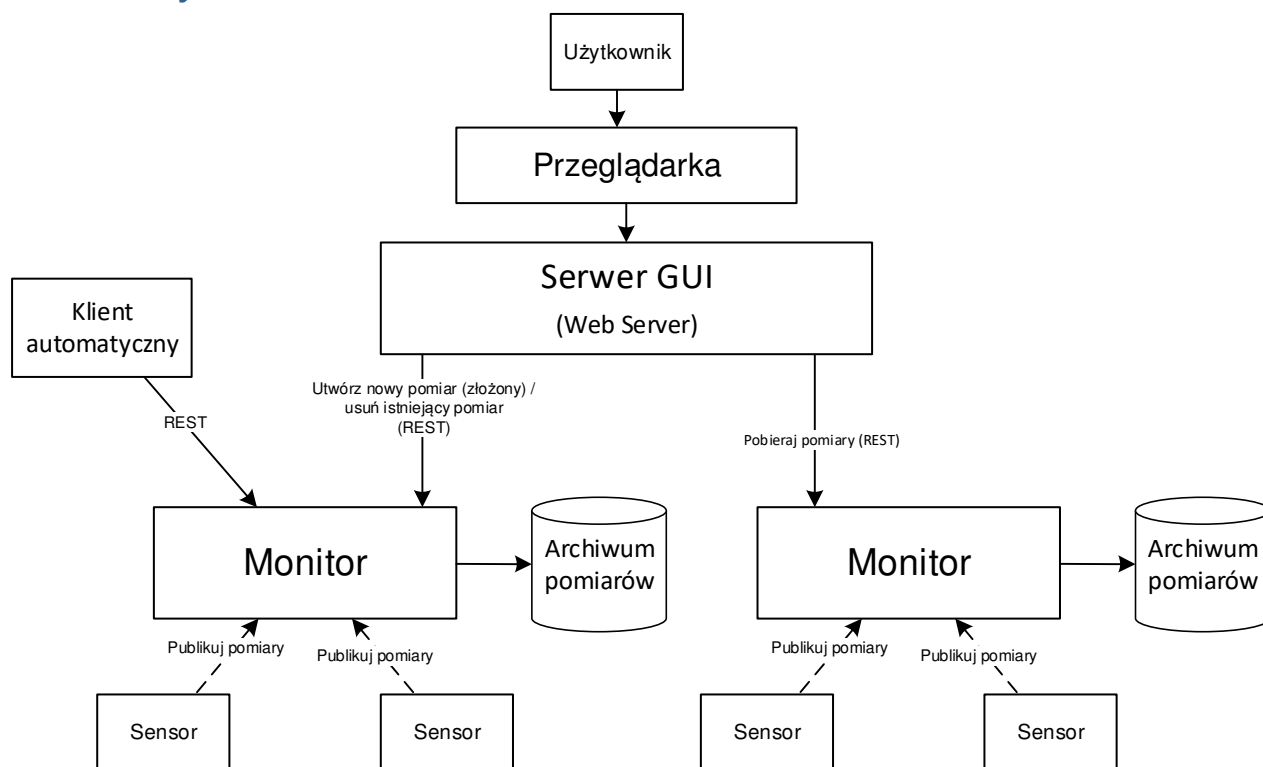 Użytkownik
Przeglądarka
Serwer GUI
(Web Server)
Klient
automatyczny
REST
Utwórz nowy pomiar (złożony) /
usuń istniejący pomiar
(REST)
Pobieraj pomiary (REST)
Monitor
Archiwum
pomiarów
Monitor
Archiwum
pomiarów
Publikuj pomiary
Publikuj pomiary
Publikuj pomiary
Publikuj pomiary
Sensor
Sensor
Sensor
Sensor